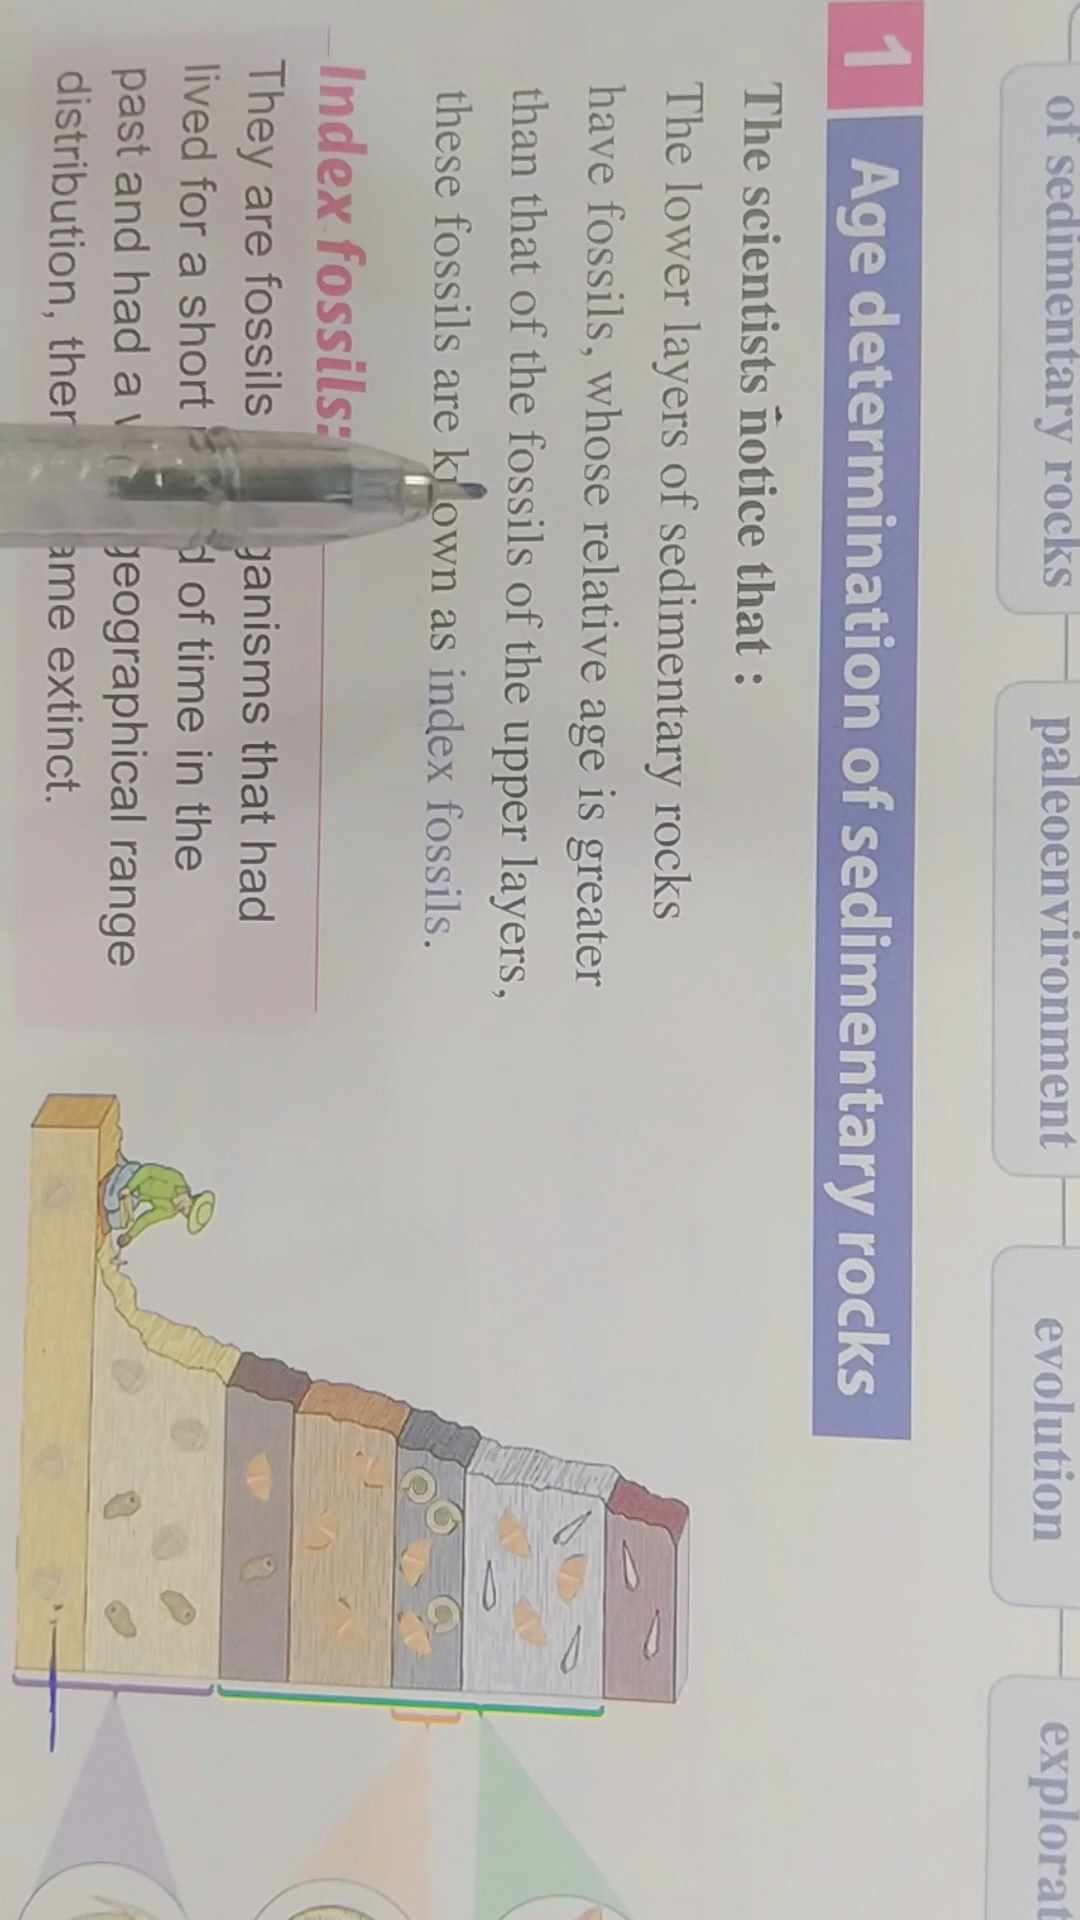 of sedimentary rocks
paleoenvironment
evolution
explorat
1 Age determination of sedimentary rocks
The scientists notice that :
The lower layers of sedimentary rocks
have fossils, whose relative age is greater
than that of the fossils of the upper layers,
these fossils are known as index fossils.
Index fossils:
They are fossils ganisms that had
lived for a short d of time in the
past and had a geographical range
distribution, then ame extinct.